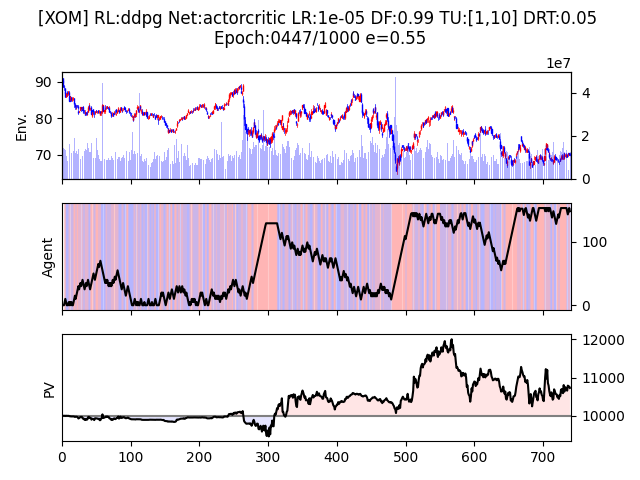 [XOM] RL:ddpg Net:actorcritic LR:1e-05 DF:0.99 TU:[1,10] DRT:0.05
Epoch:0447/1000 e=0.55
1e7
90
80
70
Env.
4
2
0
Agent
100
0
PV
12000
11000
10000
0 100 200 300 400 500 600 700